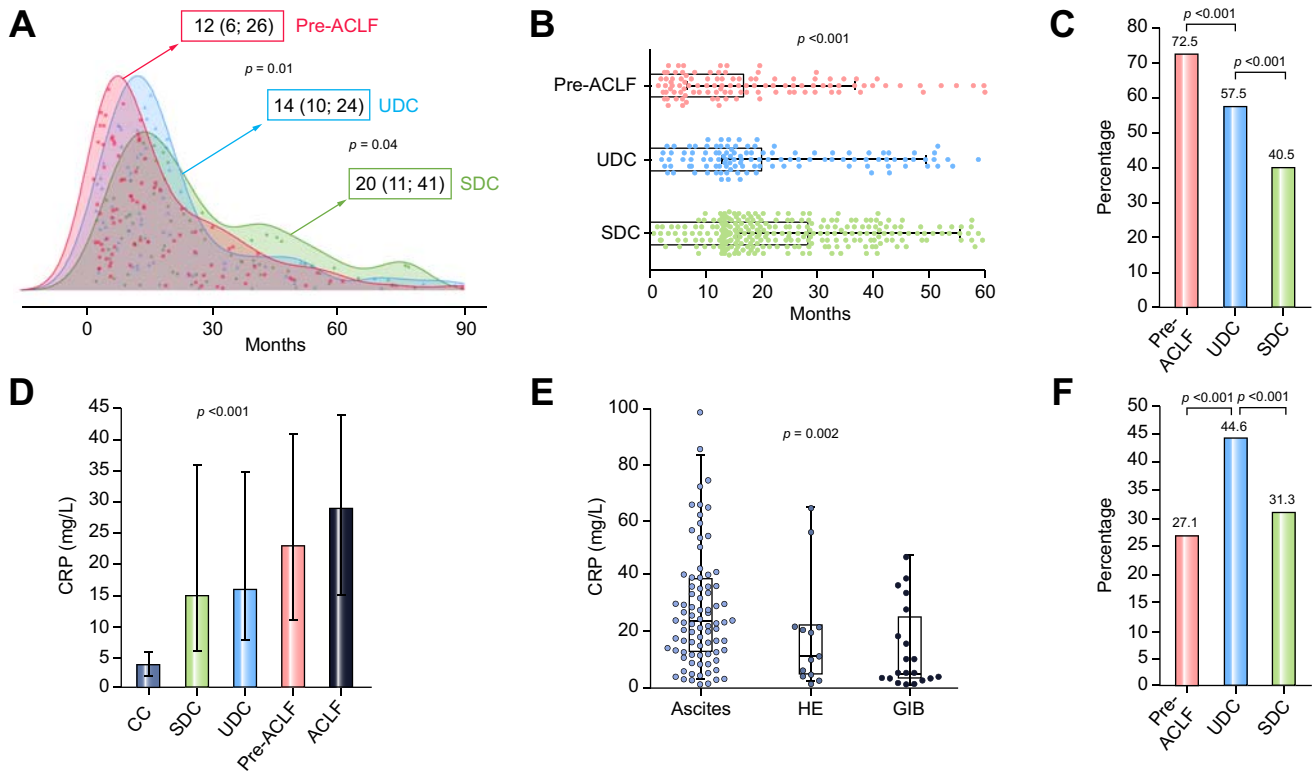 A
12 (6; 26) Pre-ACLF
p = 0.01
14 (10; 24) UDC
p = 0.04
20 (11; 41) SDC
0 30 60 90
Months
B
p <0.001
Pre-ACLF
UDC
SDC
0 10 20 30 40 50 60
Months
C
p <0.001
72.5
p <0.001
57.5
40.5
Percentage
80
70
60
50
40
30
20
10
0
Pre-
ACLF
UDC
SDC
D
p <0.001
CRP (mg/L)
45
40
35
30
25
20
15
10
5
0
CC
SDC
UDC
Pre-ACLF
ACLF
E
p = 0.002
CRP (mg/L)
100
80
60
40
20
0
Ascites HE GIB
F
p <0.001 p <0.001
44.6
27.1
31.3
Percentage
50
45
40
35
30
25
20
15
10
5
0
Pre-
ACLF
UDC
SDC